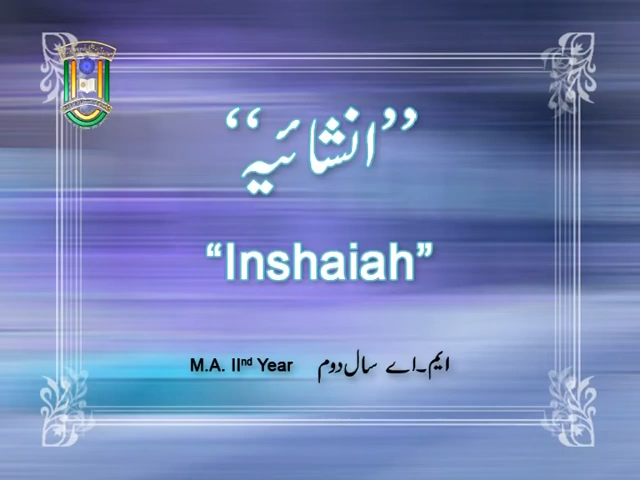 ”انشائیہ“
“Inshaiah”
M.A. IInd Year ایم۔اے سال دوم